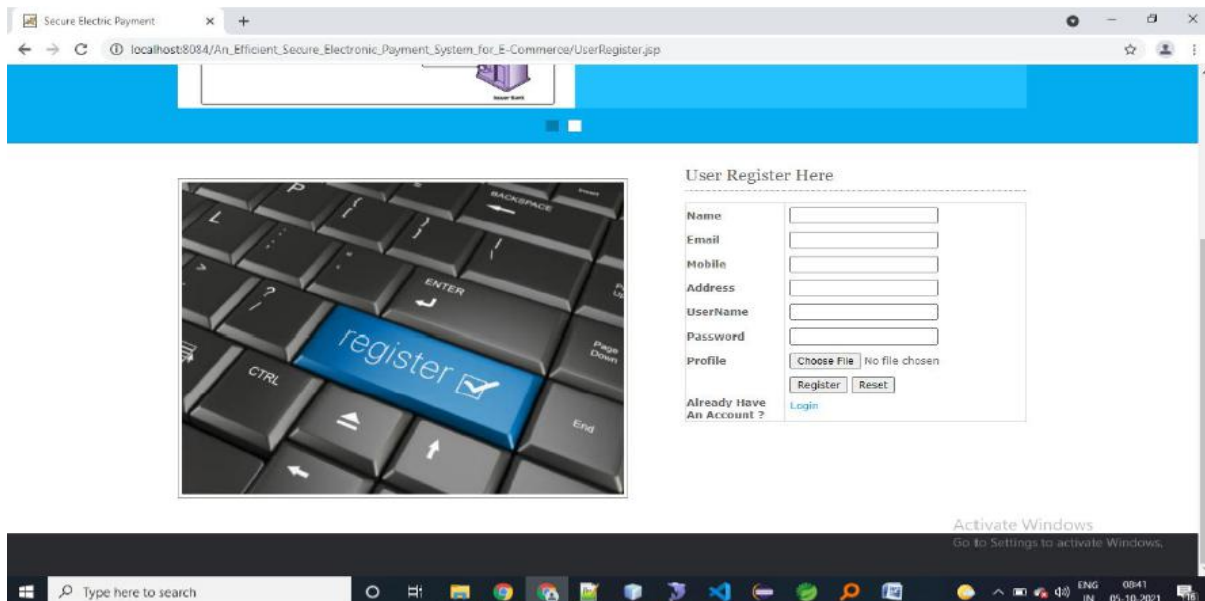 Secure Electric Payment
localhost:8084/An_Efficient_Secure_Electronic_Payment_System_for_E-Commerce/UserRegister.jsp
Issuer Bank
User Register Here
Name
Email
Mobile
Address
UserName
Password
Profile Choose File No file chosen
Register Reset
Already Have
An Account ?
Login
P
L
BACKSPACE
ENTER
?
/
register
Page
Down
CTRL
End
Activate Windows
Go to Settings to activate Windows.
Type here to search
ENG
IN
08:41
05-10-2021